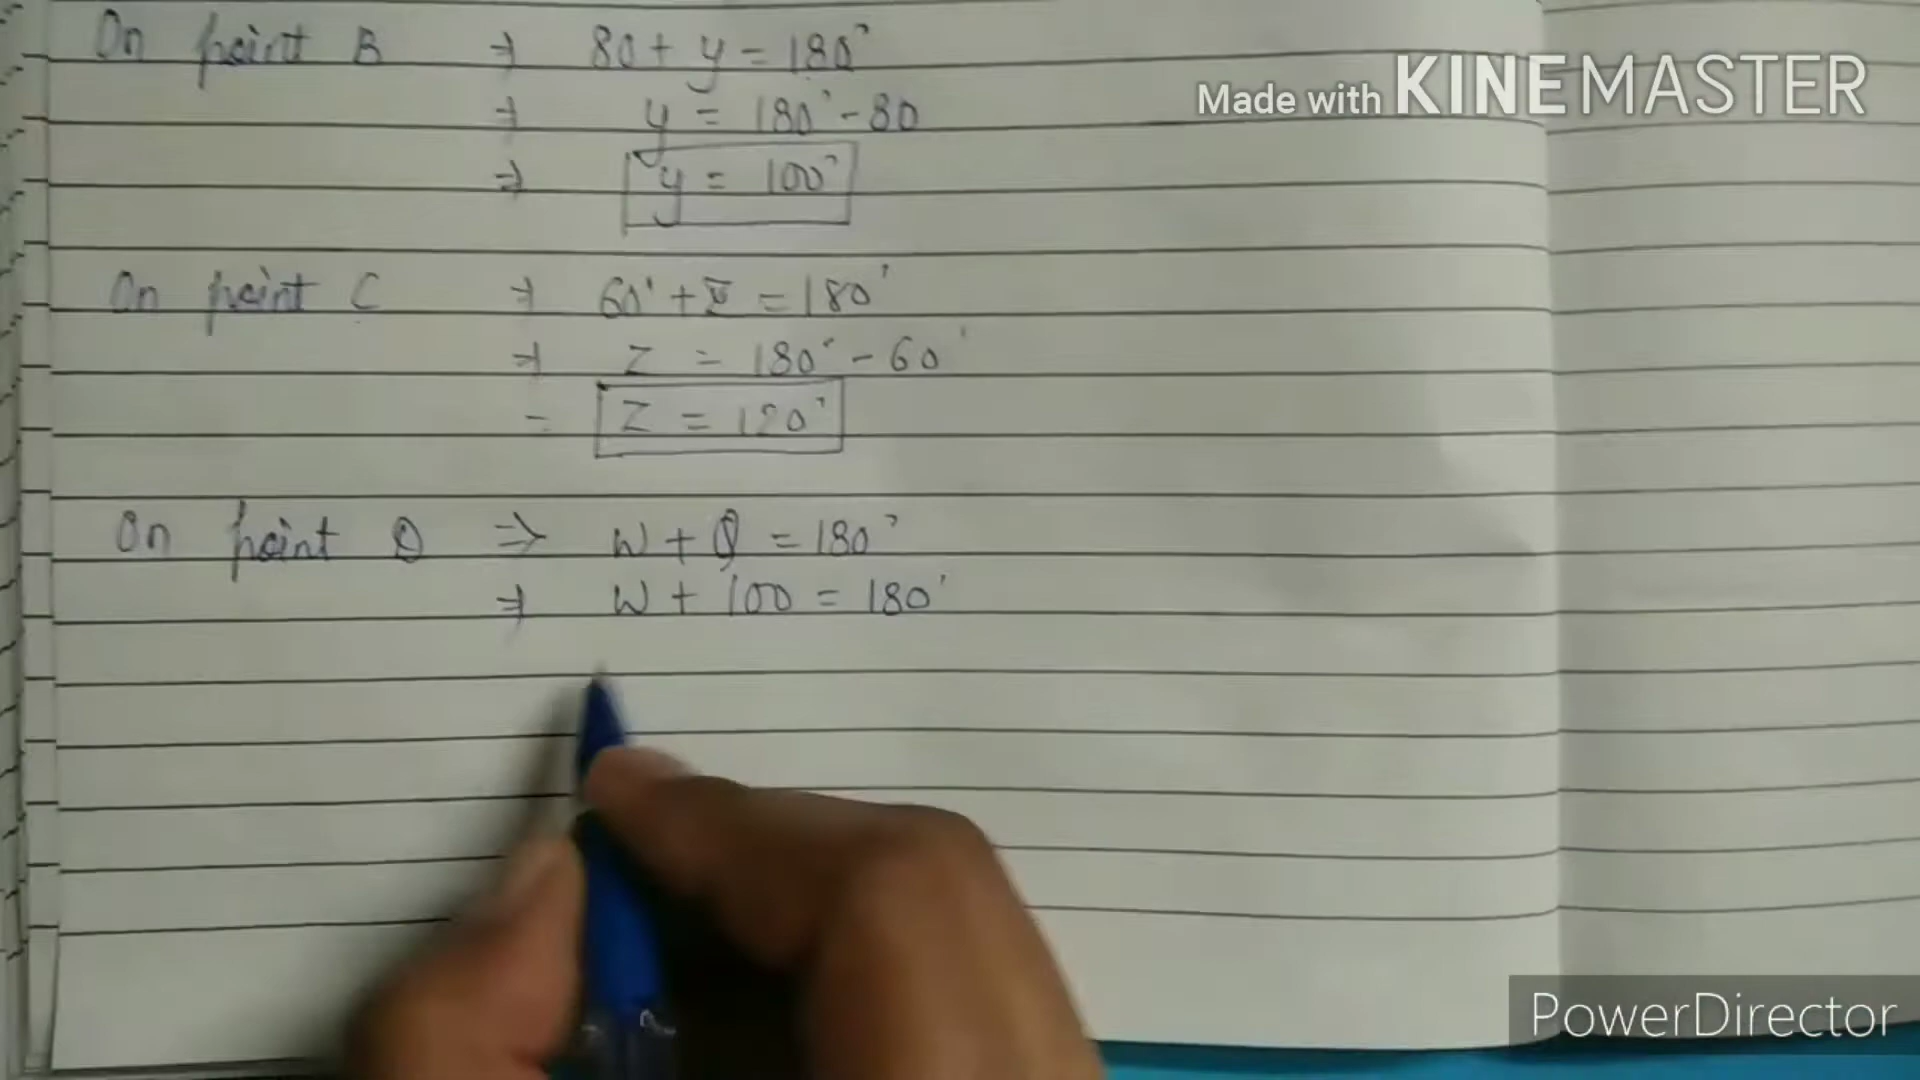 On point B ⇒ 80 + y = 180°
⇒ y = 180° - 80
⇒ y = 100°
On point C ⇒ 60° + z = 180°
⇒ z = 180° - 60°
= z = 120°
On point D ⇒ W + Q = 180°
⇒ W + 100 = 180°
Made with KINEMASTER
PowerDirector